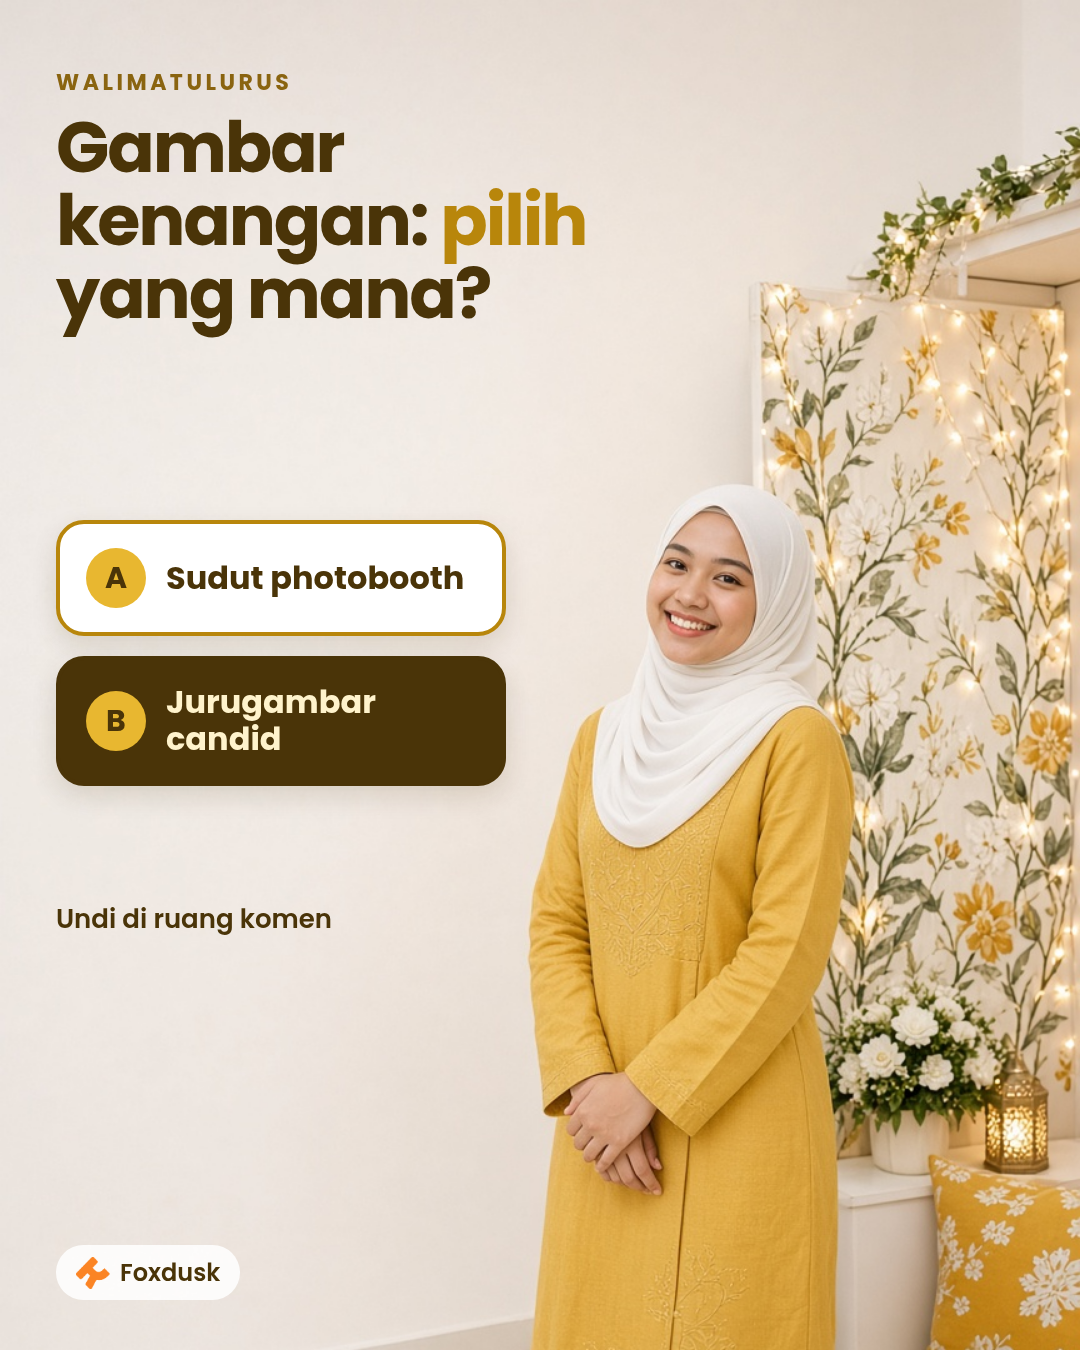 WALIMATULURUS
Gambar
kenangan: pilih
yang mana?
A Sudut photobooth
B Jurugambar
candid
Undi di ruang komen
Foxdusk